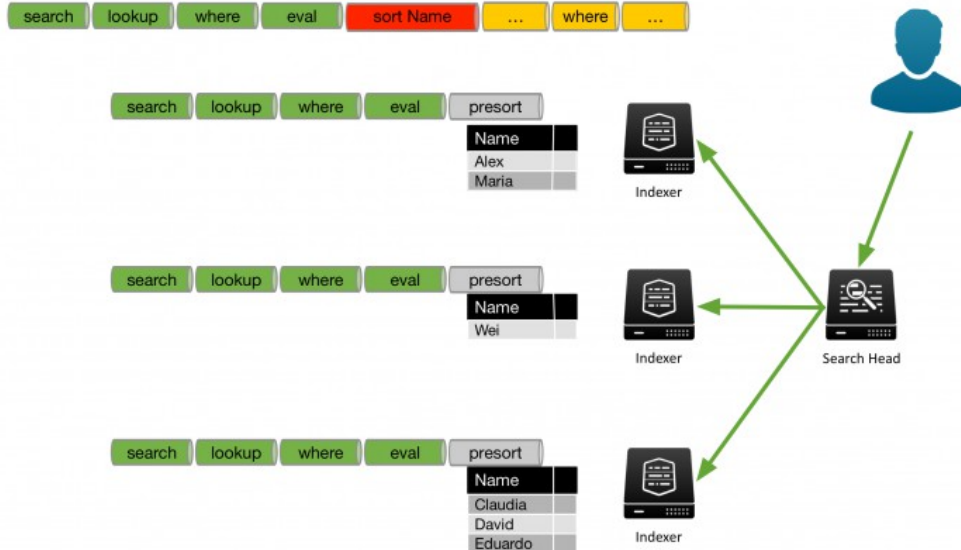 search lookup where eval sort Name ... where ...
search lookup where eval presort
Name
Alex
Maria
Indexer
search lookup where eval presort
Name
Wei
Indexer
Search Head
search lookup where eval presort
Name
Claudia
David
Eduardo
Indexer